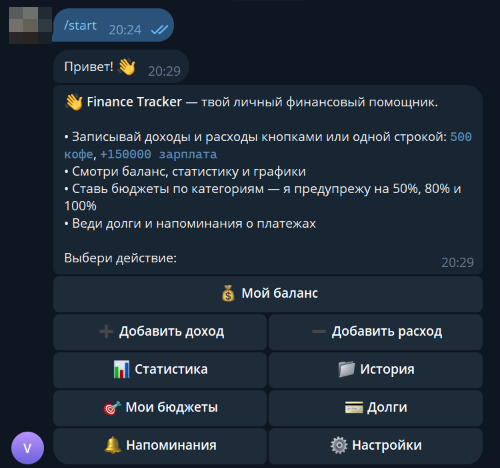 /start 20:24
Привет! 👋 20:29
👋 Finance Tracker — твой личный финансовый помощник.
• Записывай доходы и расходы кнопками или одной строкой: 500
кофе, +150000 зарплата
• Смотри баланс, статистику и графики
• Ставь бюджеты по категориям — я предупрежу на 50%, 80% и
100%
• Веди долги и напоминания о платежах
Выбери действие: 20:29
💰 Мой баланс
➕ Добавить доход
➖ Добавить расход
📊 Статистика
📁 История
🎯 Мои бюджеты
💳 Долги
V
🔔 Напоминания
⚙️ Настройки